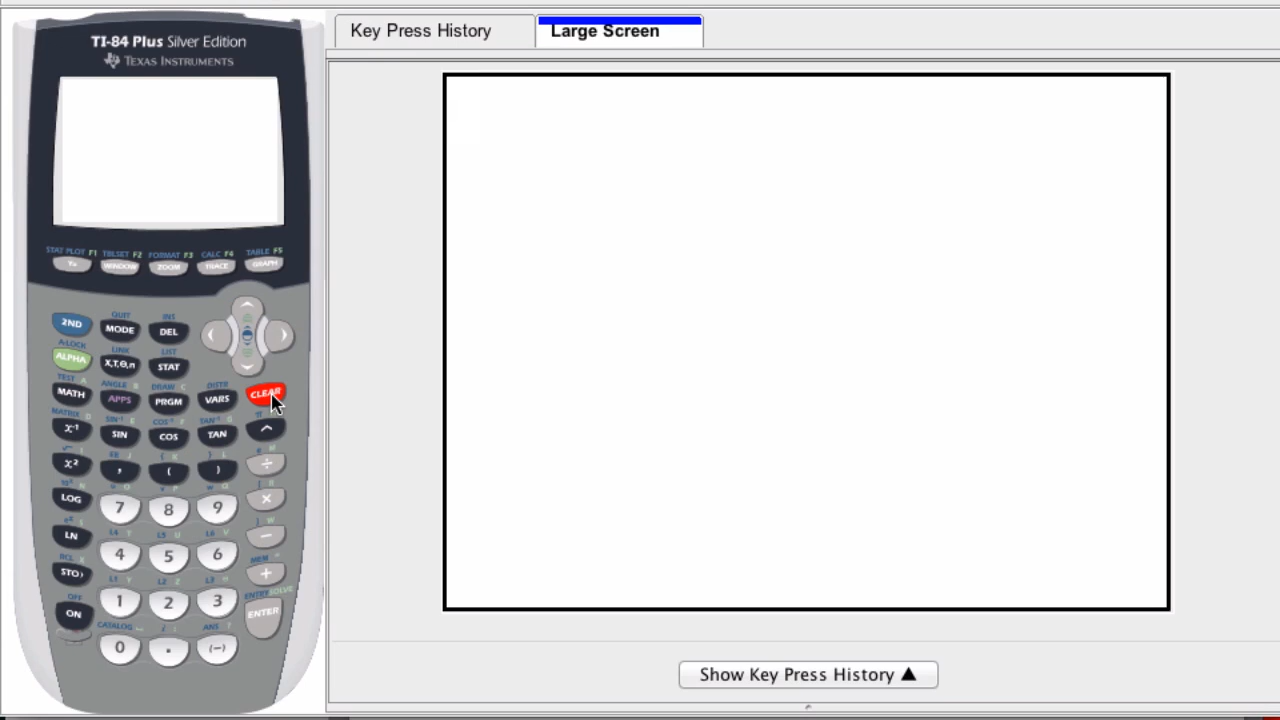 Key Press History
Large Screen
TI-84 Plus Silver Edition
TEXAS INSTRUMENTS
STAT PLOT F1 TBLSET F2 FORMAT F3 CALC F4 TABLE F5
Y= WINDOW ZOOM TRACE GRAPH
QUIT INS
2ND MODE DEL
A-LOCK LINK LIST
ALPHA X,T,Θ,n STAT
TEST A ANGLE B DRAW C DISTR
MATH APPS PRGM VARS CLEAR
MATRIX D SIN⁻¹ E COS⁻¹ F TAN⁻¹ G π
X⁻¹ SIN COS TAN ^
EE J { K } L
X² , ( ) ÷
LOG 7 8 9 ×
L4 T L5 U L6 V
LN 4 5 6 −
RCL L1 Y L2 Z L3 MEM
STO› 1 2 3 +
OFF ENTRY SOLVE
ON ENTER
CATALOG i : ANS ?
0 . (−)
Show Key Press History ▲